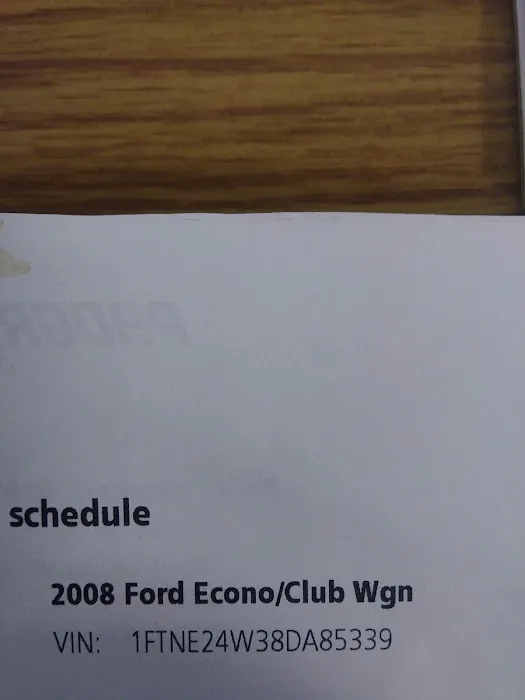 schedule
2008 Ford Econo/Club Wgn
VIN: 1FTNE24W38DA85339